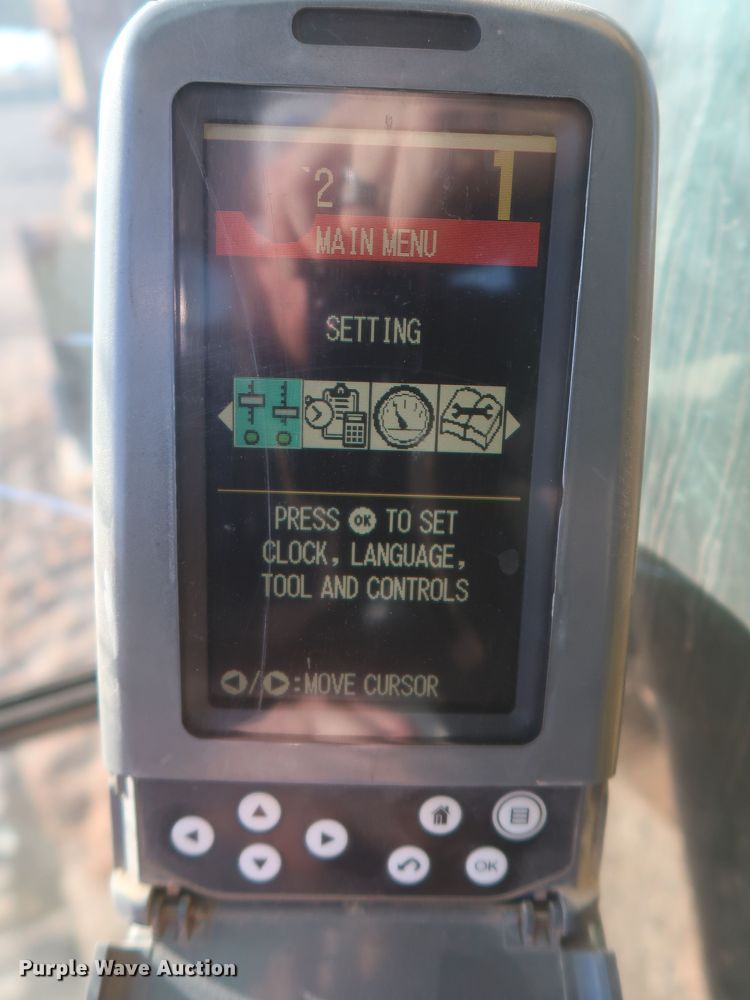 2 1
MAIN MENU
SETTING
PRESS OK TO SET
CLOCK, LANGUAGE,
TOOL AND CONTROLS
◀/▶:MOVE CURSOR
OK
Purple Wave Auction